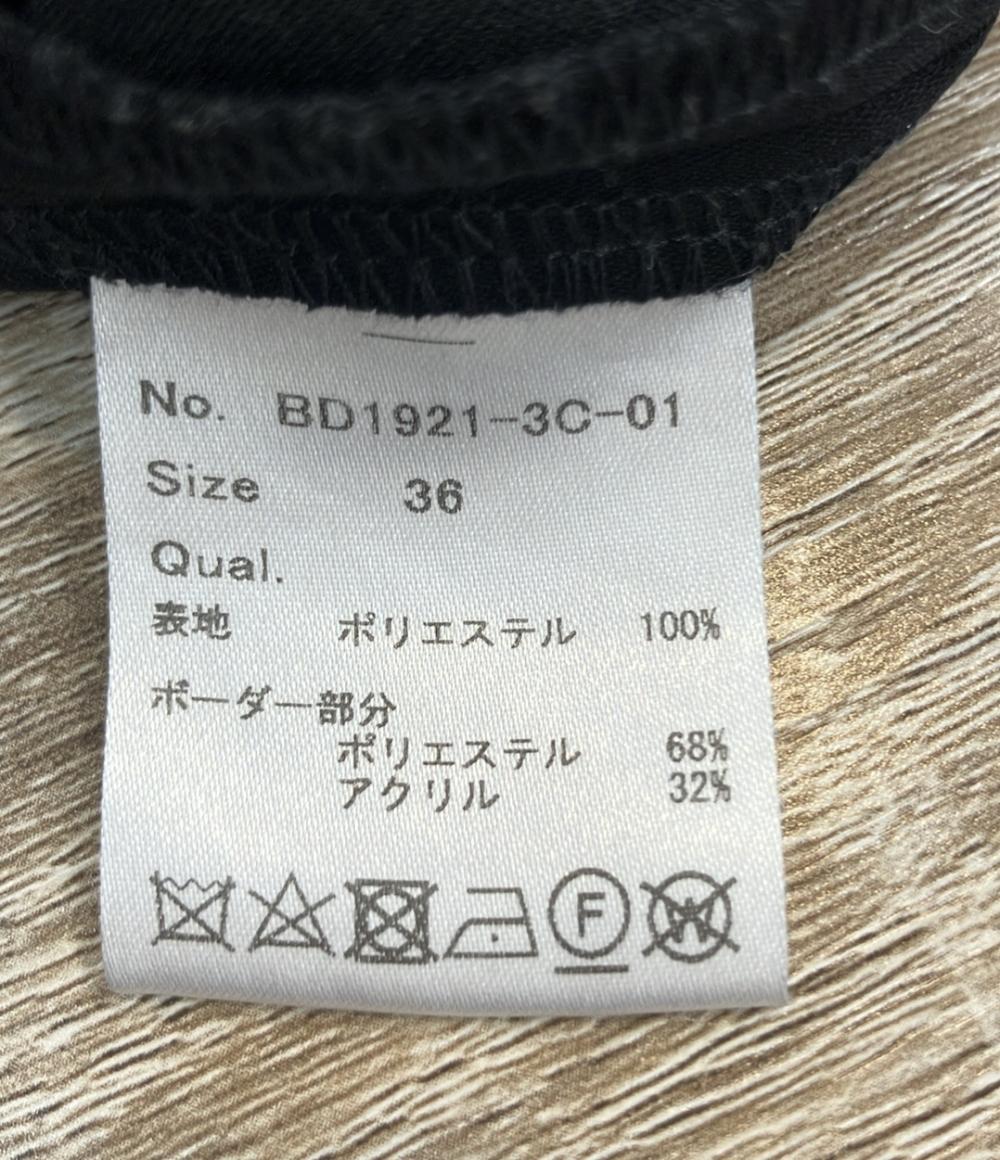 No. BD1921-3C-01
Size 36
Qual.
表地 ポリエステル 100%
ボーダー部分
ポリエステル 68%
アクリル 32%
F W